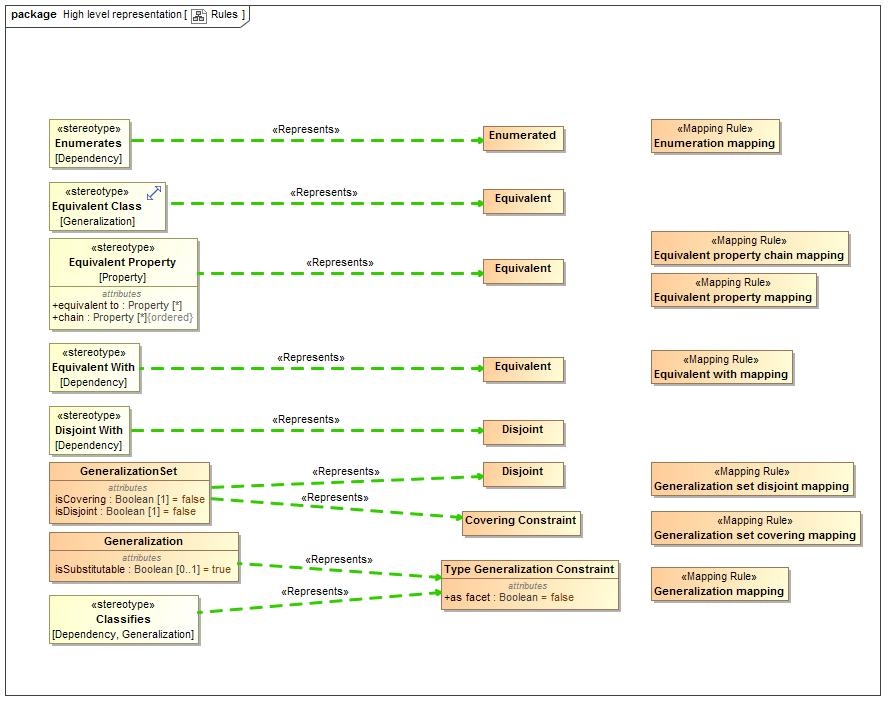 package High level representation [ Rules ]
«stereotype»
Enumerates
[Dependency]
«Represents»
Enumerated
«Mapping Rule»
Enumeration mapping
«stereotype»
Equivalent Class
[Generalization]
«Represents»
Equivalent
«stereotype»
Equivalent Property
[Property]
attributes
+equivalent to : Property [*]
+chain : Property [*]{ordered}
«Represents»
Equivalent
«Mapping Rule»
Equivalent property chain mapping
«Mapping Rule»
Equivalent property mapping
«stereotype»
Equivalent With
[Dependency]
«Represents»
Equivalent
«Mapping Rule»
Equivalent with mapping
«stereotype»
Disjoint With
[Dependency]
«Represents»
Disjoint
GeneralizationSet
attributes
isCovering : Boolean [1] = false
isDisjoint : Boolean [1] = false
«Represents»
Disjoint
«Represents»
Covering Constraint
«Mapping Rule»
Generalization set disjoint mapping
«Mapping Rule»
Generalization set covering mapping
Generalization
attributes
isSubstitutable : Boolean [0..1] = true
«Represents»
Type Generalization Constraint
attributes
+as facet : Boolean = false
«Mapping Rule»
Generalization mapping
«stereotype»
Classifies
[Dependency, Generalization]
«Represents»